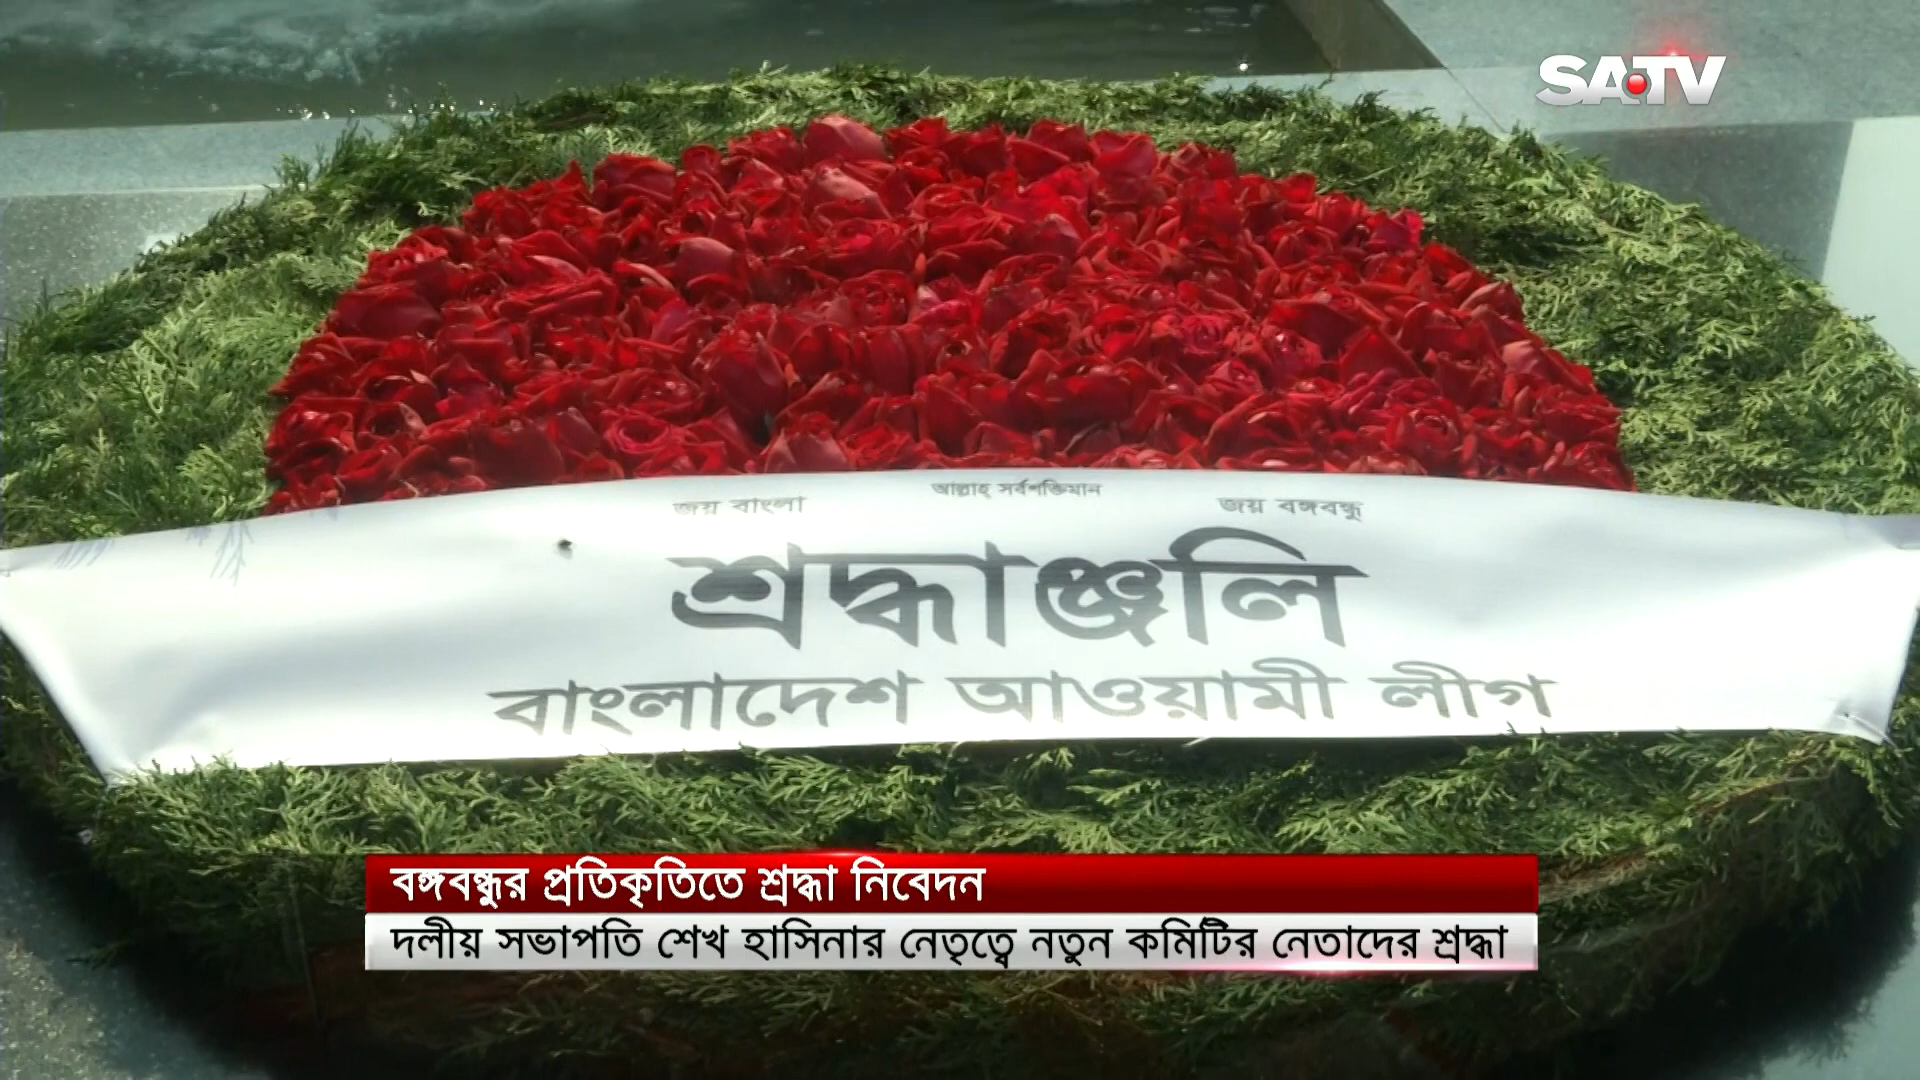 SATV
জয় বাংলা
আল্লাহ্ সর্বশক্তিমান
জয় বঙ্গবন্ধু
শ্রদ্ধাঞ্জলি
বাংলাদেশ আওয়ামী লীগ
বঙ্গবন্ধুর প্রতিকৃতিতে শ্রদ্ধা নিবেদন
দলীয় সভাপতি শেখ হাসিনার নেতৃত্বে নতুন কমিটির নেতাদের শ্রদ্ধা